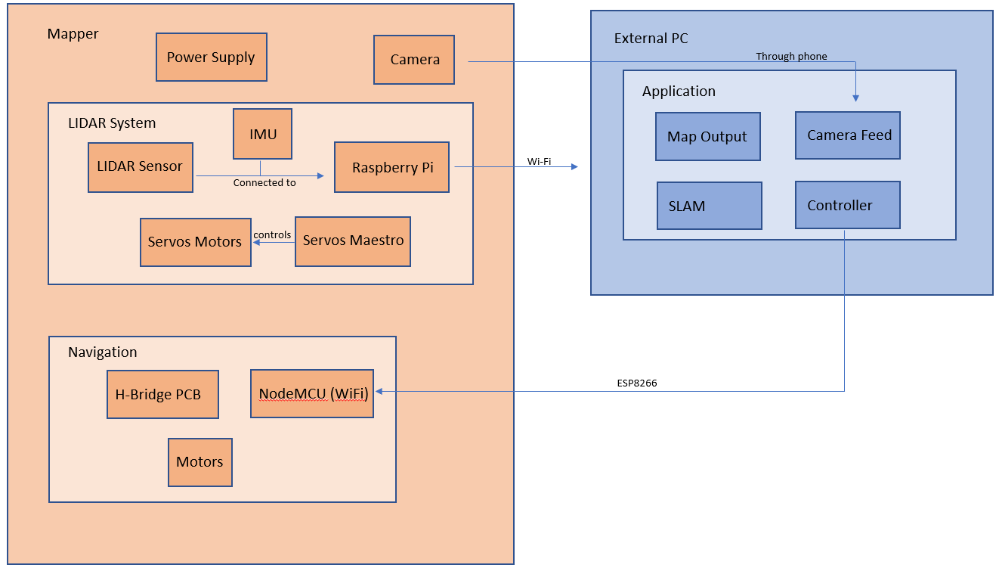 Mapper
Power Supply
Camera
LIDAR System
IMU
LIDAR Sensor
Connected to
Raspberry Pi
Servos Motors
controls
Servos Maestro
Navigation
H-Bridge PCB
NodeMCU (WiFi)
Motors
Wi-Fi
ESP8266
External PC
Through phone
Application
Map Output
Camera Feed
SLAM
Controller